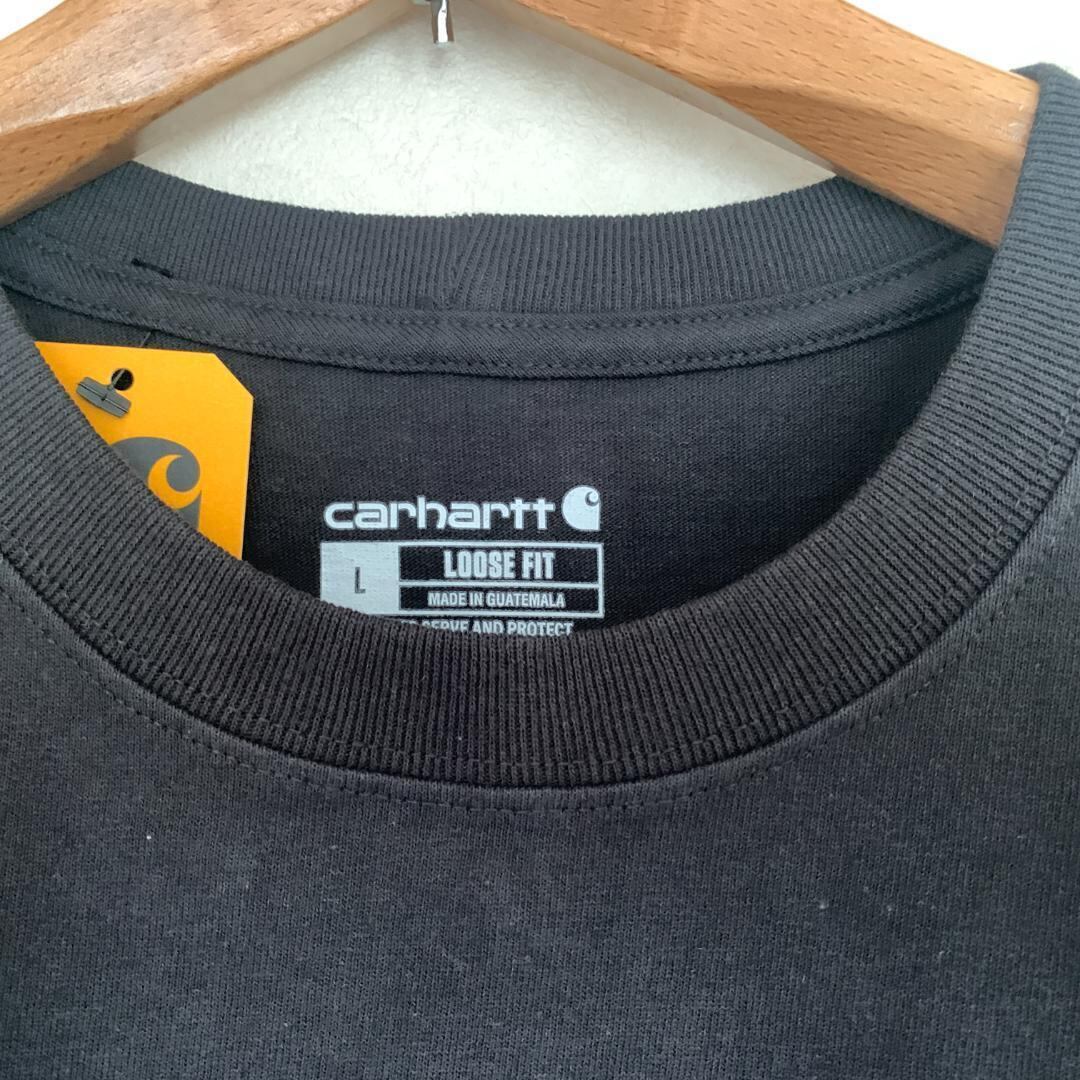 carhartt
L
LOOSE FIT
MADE IN GUATEMALA
SERVE AND PROTECT